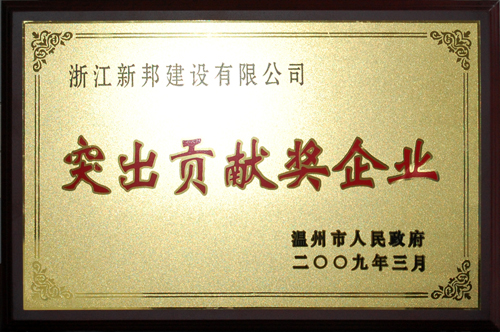 浙江新邦建设有限公司
突出贡献奖企业
温州市人民政府
二〇〇九年三月